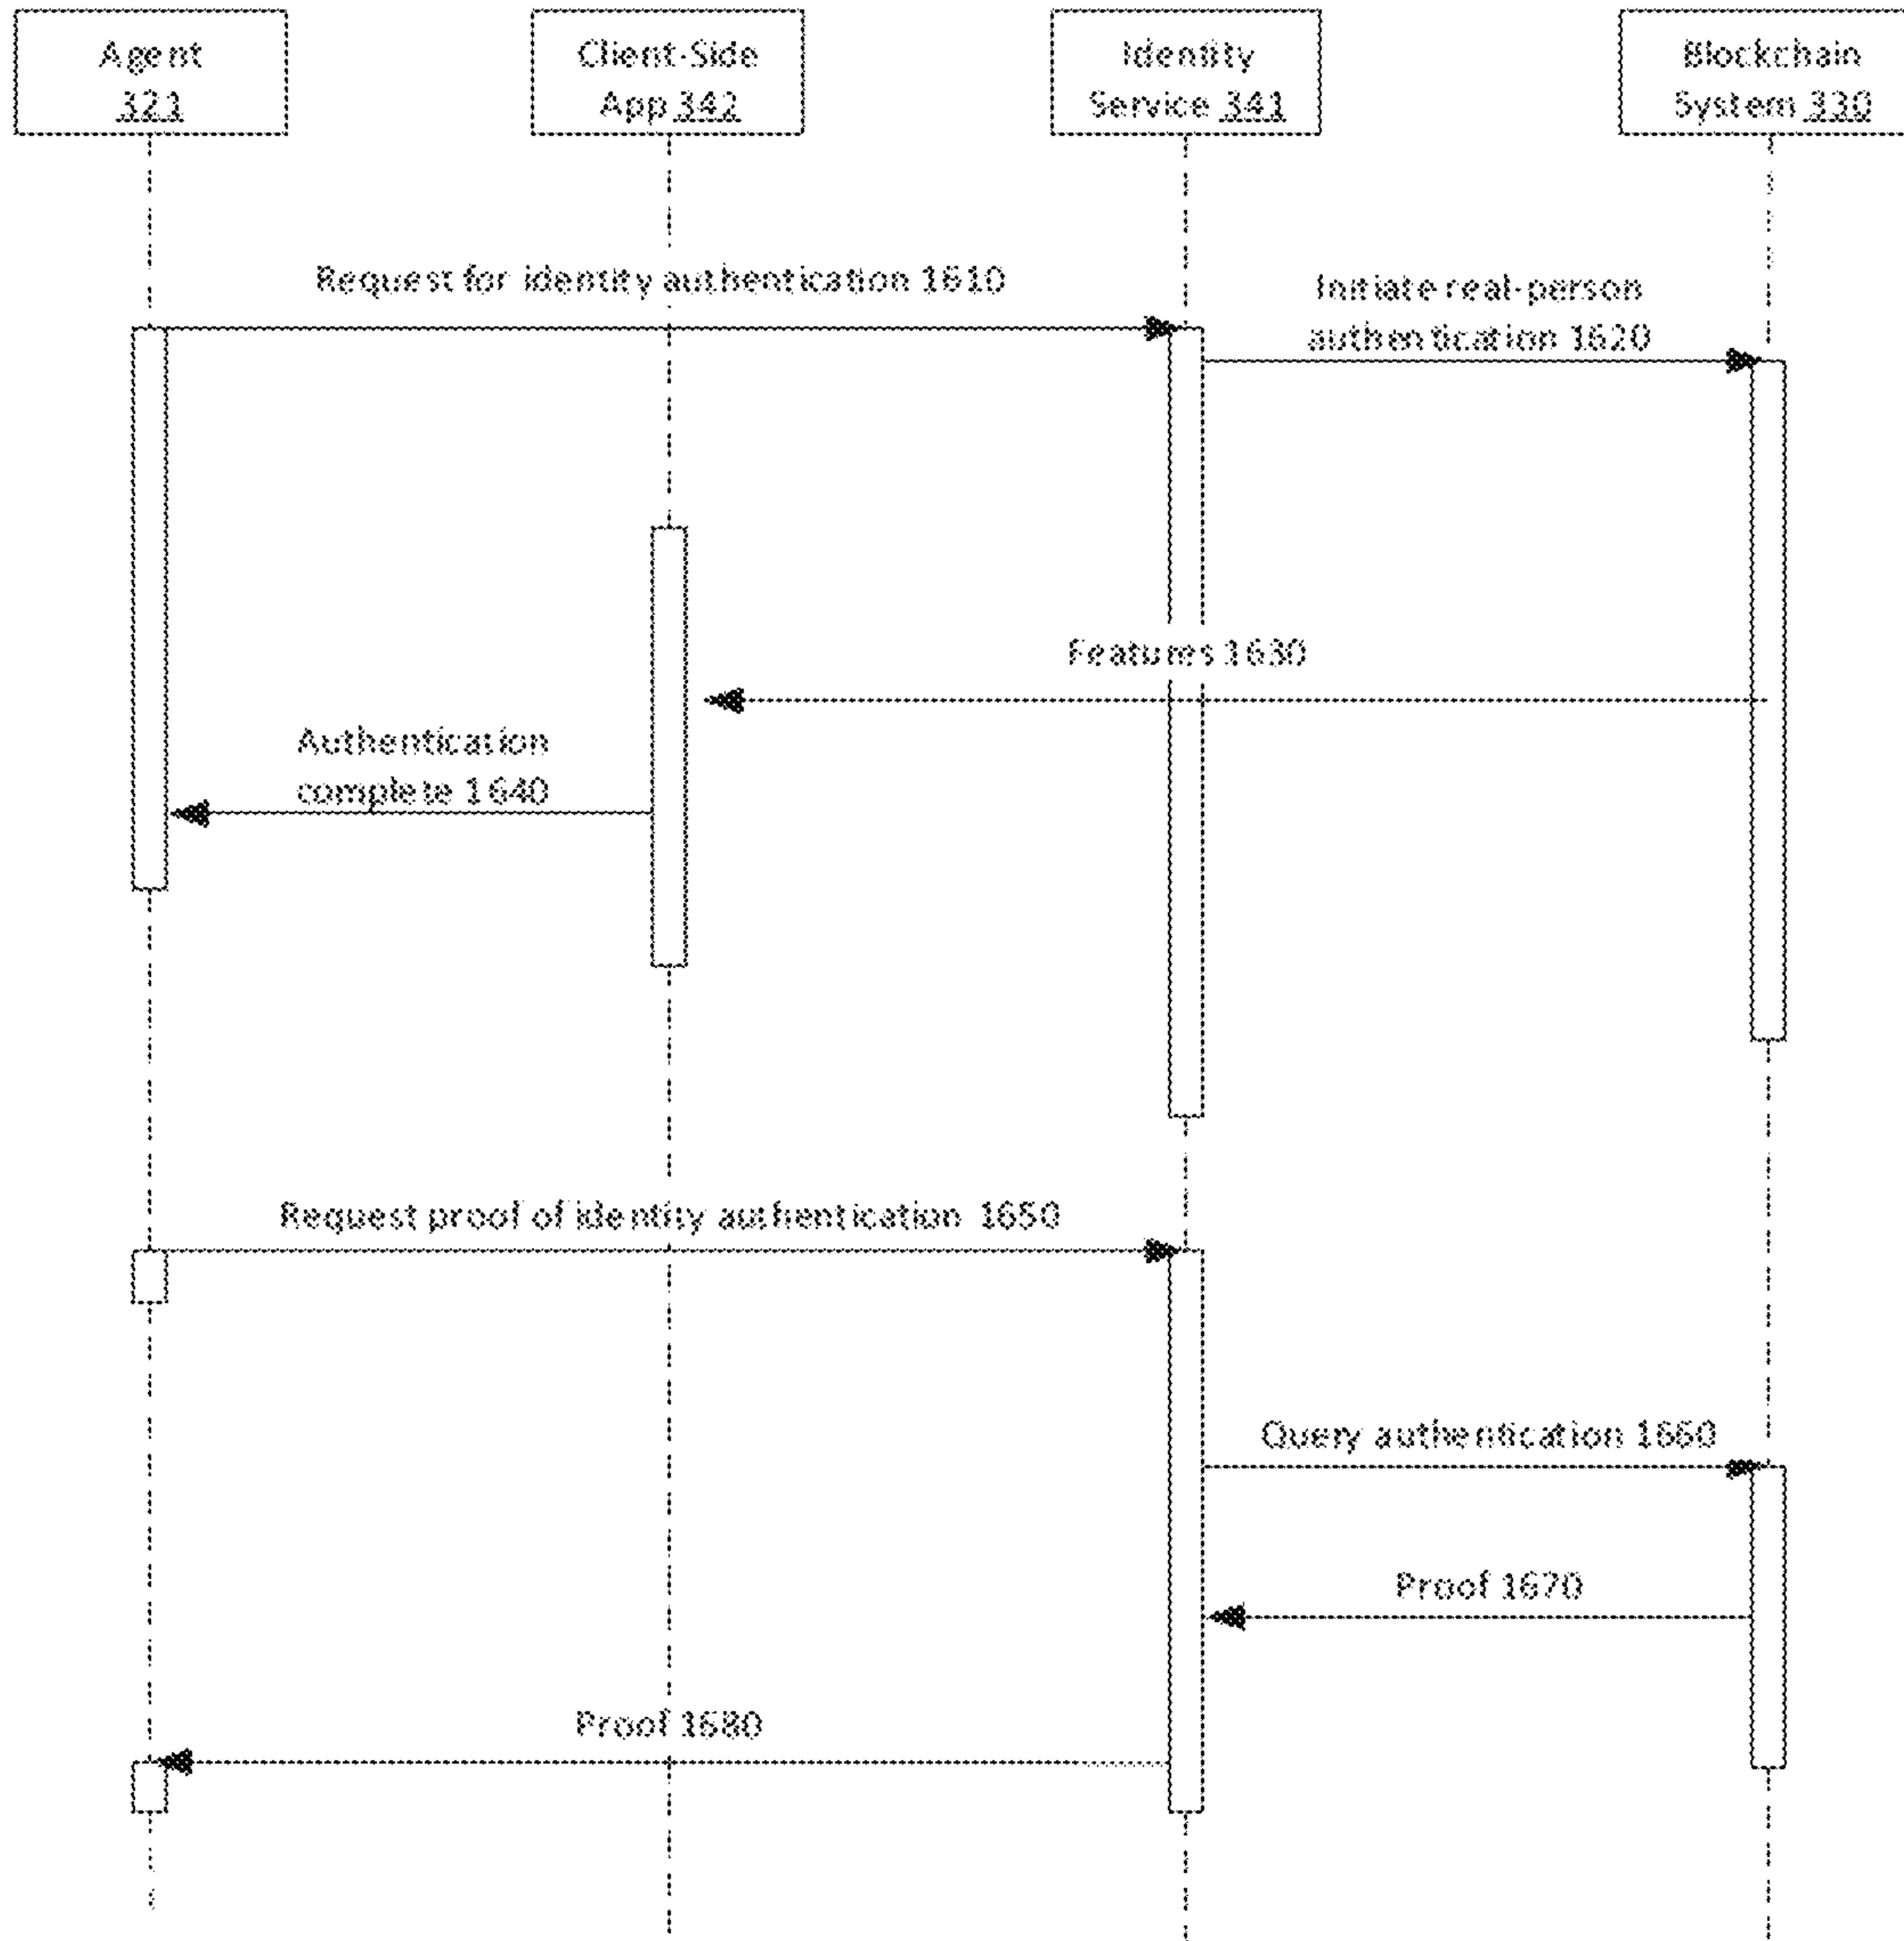 Agent
321
Client-Side
App 342
Identity
Service 341
Blockchain
System 330
Request for identity authentication 1610
Initiate real-person
authentication 1620
Features 1630
Authentication
complete 1640
Request proof of identity authentication 1650
Query authentication 1660
Proof 1670
Proof 1680